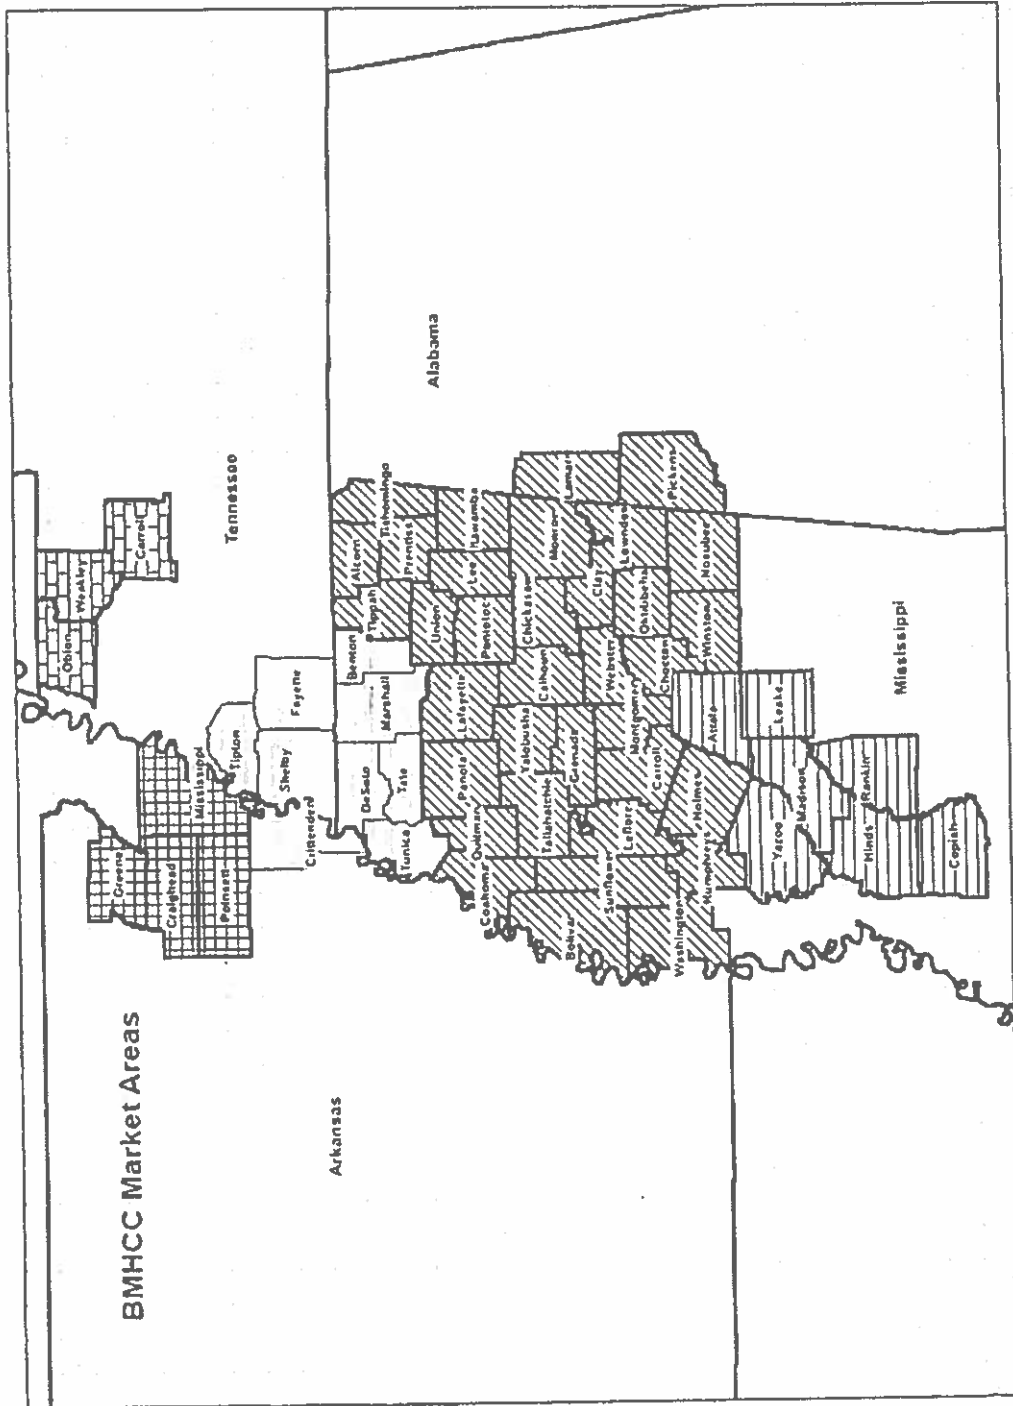 BMHCC Market Areas
Obion
Weakley
Carroll
Tennessee
Greene
Craighead
Poinsett
Mississippi
Tipton
Shelby
Fayette
Crittendend
Arkansas
Alabama
DeSoto
Tate
Tunica
Marshall
Benton
Tippah
Alcorn
Tishomingo
Prentiss
Union
Lee
Itawamba
Pontotoc
Lafayette
Panola
Quitman
Coahoma
Tallahatchie
Yalobusha
Calhoun
Chickasaw
Monroe
Lamar
Pickens
Clay
Lowndes
Oktibbeha
Noxubee
Winston
Choctaw
Webster
Montgomery
Grenada
Carroll
Leflore
Sunflower
Bolivar
Washington
Humphreys
Holmes
Attala
Leake
Yazoo
Madison
Rankin
Hinds
Copiah
Mississippi